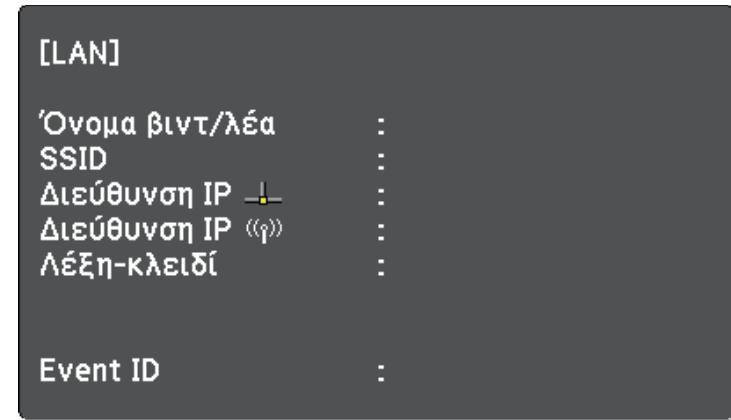 [LAN]
Όνομα βιντ/λέα :
SSID :
Διεύθυνση IP :
Διεύθυνση IP :
Λέξη-κλειδί :
Event ID :